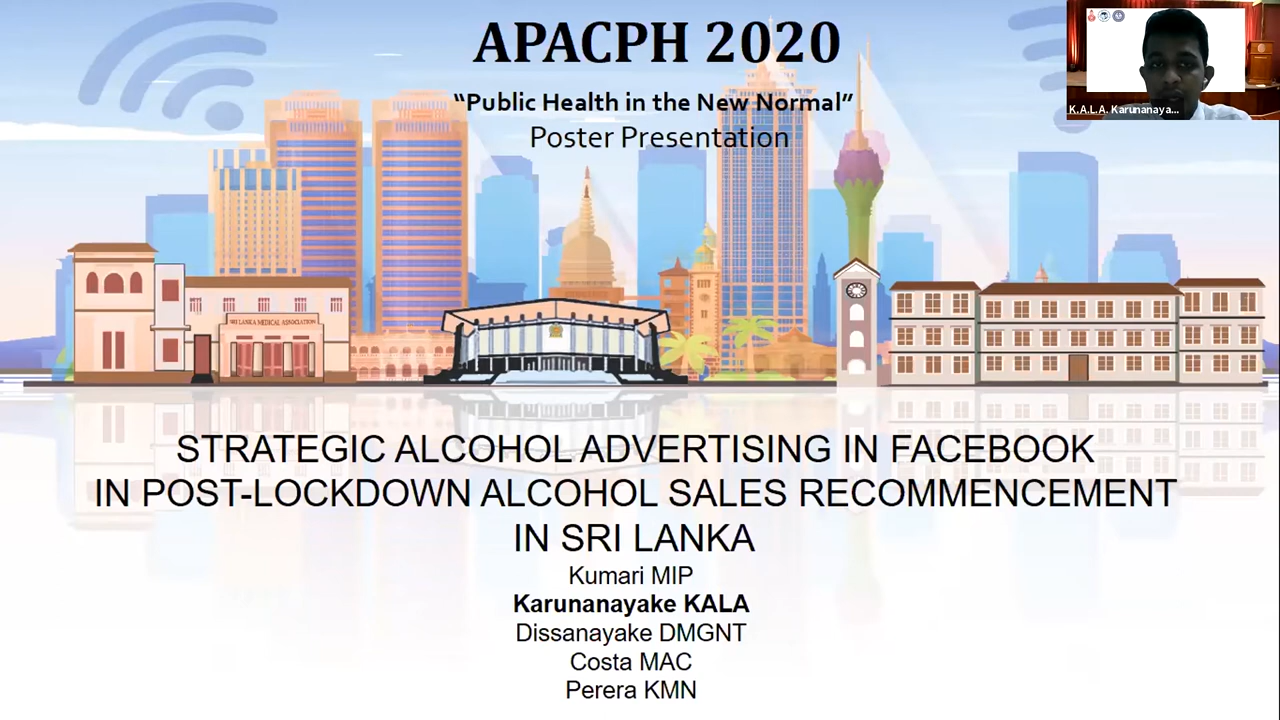 APACPH 2020
"Public Health in the New Normal"
Poster Presentation
K.A.L.A. Karunanaya...
SRI LANKA MEDICAL ASSOCIATION
STRATEGIC ALCOHOL ADVERTISING IN FACEBOOK
IN POST-LOCKDOWN ALCOHOL SALES RECOMMENCEMENT
IN SRI LANKA
Kumari MIP
Karunanayake KALA
Dissanayake DMGNT
Costa MAC
Perera KMN